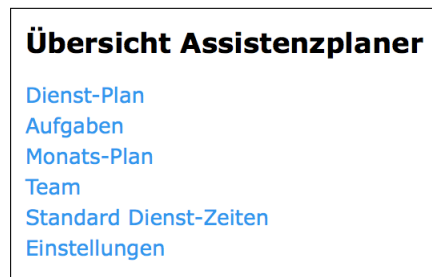 Übersicht Assistenzplaner
Dienst-Plan
Aufgaben
Monats-Plan
Team
Standard Dienst-Zeiten
Einstellungen